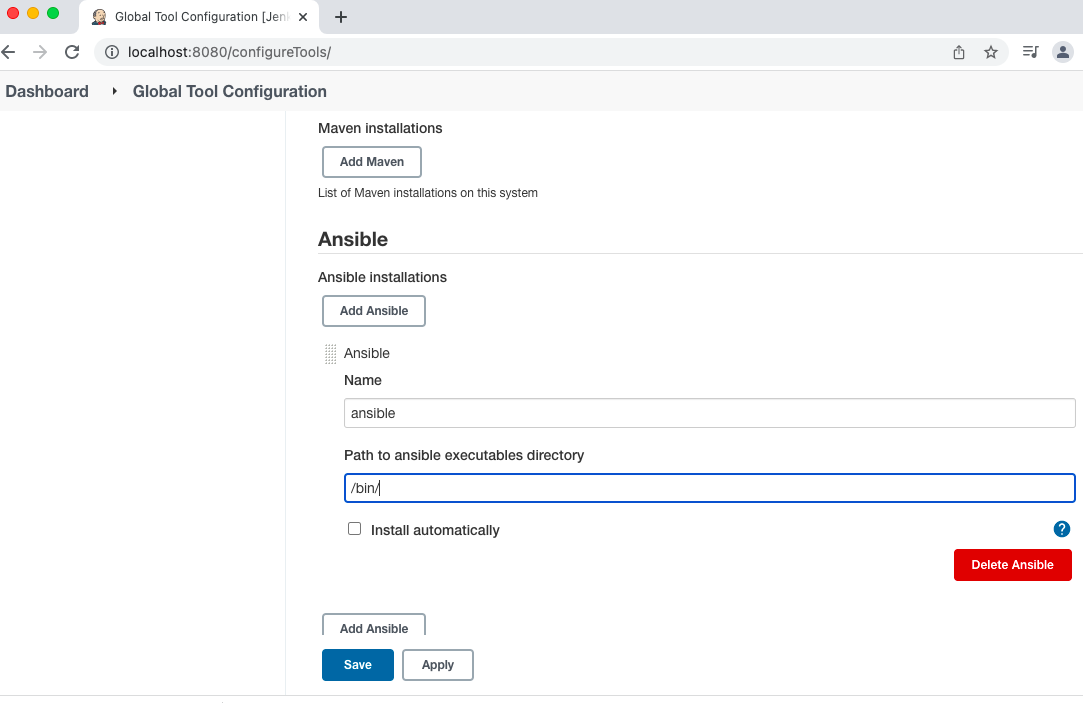 Global Tool Configuration [Jen
localhost:8080/configureTools/
Dashboard Global Tool Configuration
Maven installations
Add Maven
List of Maven installations on this system
Ansible
Ansible installations
Add Ansible
Ansible
Name
ansible
Path to ansible executables directory
/bin/
Install automatically
?
Delete Ansible
Add Ansible
Save Apply